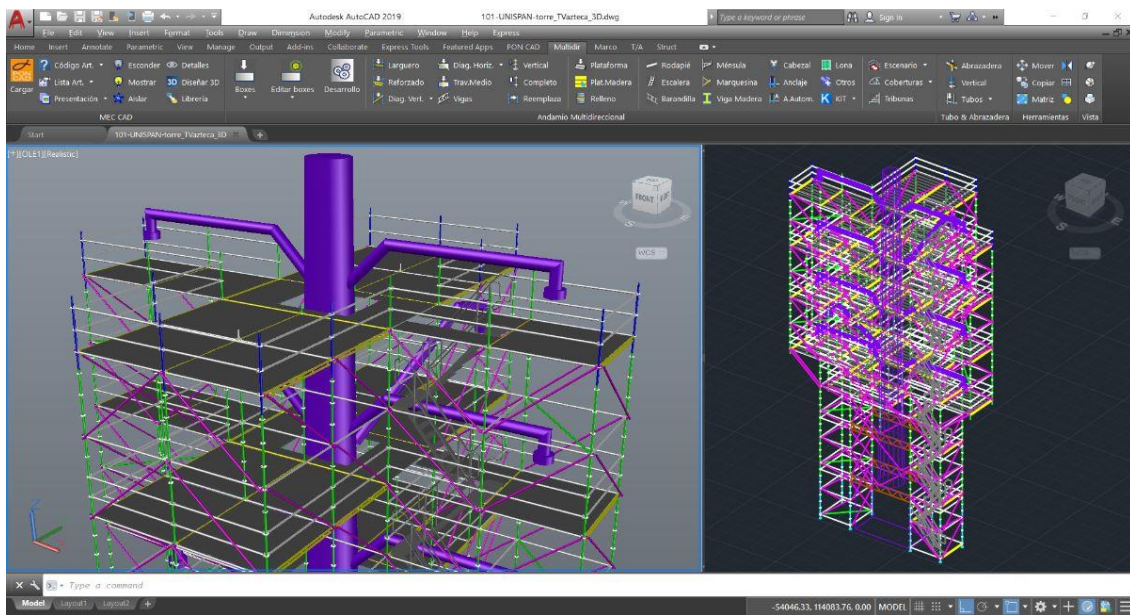 Autodesk AutoCAD 2019 101-UNISPAN-torre_TVazteca_3D.dwg Type a keyword or phrase Sign In
File Edit View Insert Format Tools Draw Dimension Modify Parametric Window Help Express
Home Insert Annotate Parametric View Manage Output Add-ins Collaborate Express Tools Featured Apps PON CAD Multidir Marco T/A Struct
Código Art. Esconder Detalles Larguero Diag. Horiz. Vertical Plataforma Rodapié Ménsula Cabezal Lona Escenario Abrazadera Mover
Cargar Lista Art. Mostrar 3D Diseñar 3D Boxes Editar boxes Desarrollo Reforzado Trav.Medio Completo Plat.Madera Escalera Marquesina Anclaje Otros Coberturas Vertical Copiar
Presentación Aislar Libreria Diag. Vert. Vigas Reemplaza Relleno Barandilla Viga Madera A.Autom. KIT Tribunas Tubos Matriz
MEC CAD Andamio Multidireccional Tubo & Abrazadera Herramientas Vista
Start 101-UNISPAN-torre_TVazteca_3D
[+][OLE1][Realistic]
FRONT
WCS
Type a command
Model Layout1 Layout2 -54046.33, 114083.76, 0.00 MODEL